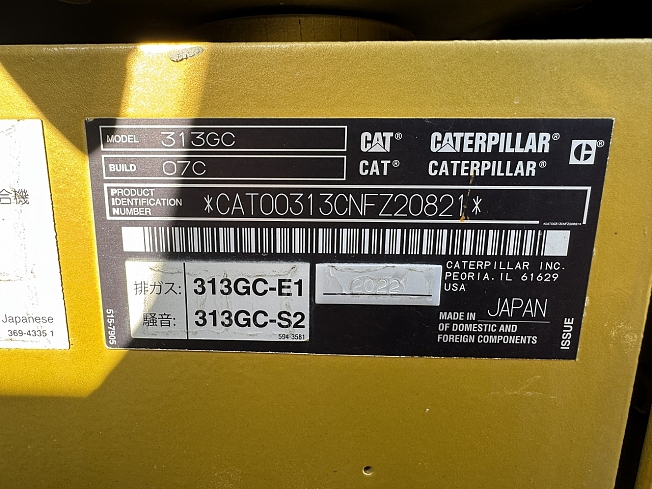 MODEL 313GC
BUILD 07C
CAT® CATERPILLAR®
CAT® CATERPILLAR®
PRODUCT
IDENTIFICATION
NUMBER
*CAT00313CNFZ20821*
排ガス: 313GC-E1
騒音: 313GC-S2
594-3581
2022
CATERPILLAR INC.
PEORIA, IL 61629
USA
MADE IN JAPAN
OF DOMESTIC AND
FOREIGN COMPONENTS
ISSUE
515-7905
合機
Japanese
369-4335 1